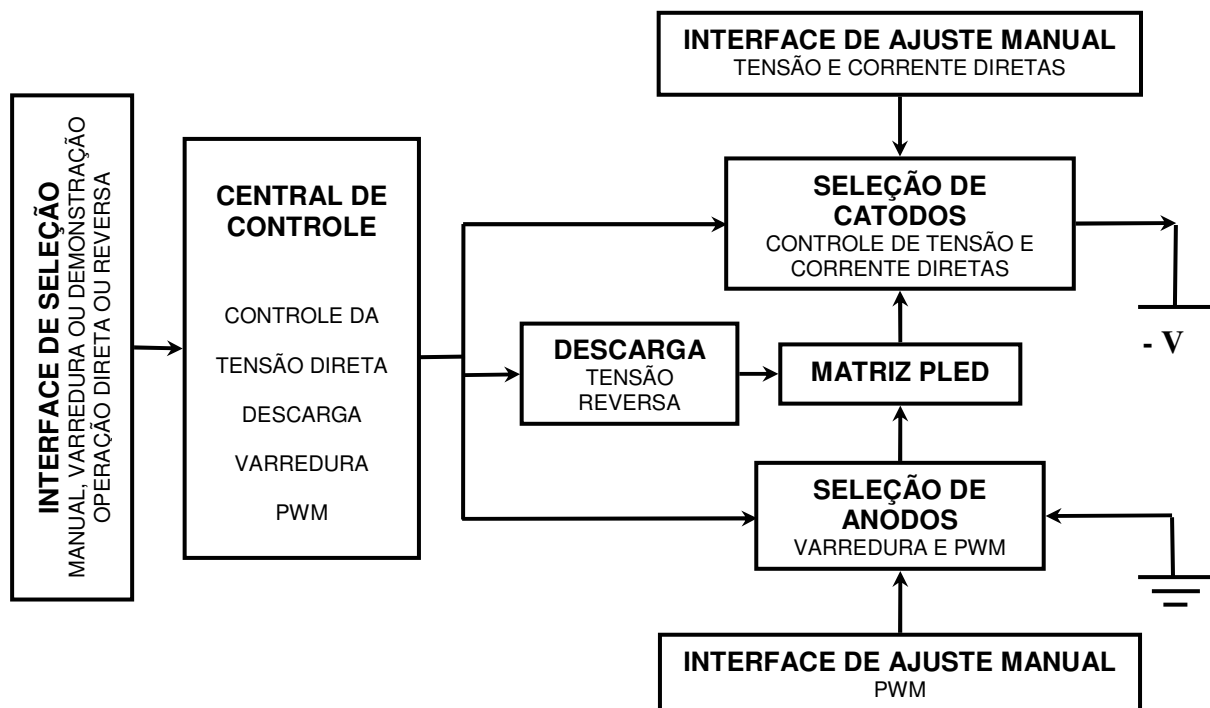 INTERFACE DE AJUSTE MANUAL
TENSÃO E CORRENTE DIRETAS
INTERFACE DE SELEÇÃO
MANUAL, VARREDURA OU DEMONSTRAÇÃO
OPERAÇÃO DIRETA OU REVERSA
CENTRAL DE
CONTROLE
CONTROLE DA
TENSÃO DIRETA
DESCARGA
VARREDURA
PWM
SELEÇÃO DE
CATODOS
CONTROLE DE TENSÃO E
CORRENTE DIRETAS
- V
DESCARGA
TENSÃO
REVERSA
MATRIZ PLED
SELEÇÃO DE
ANODOS
VARREDURA E PWM
INTERFACE DE AJUSTE MANUAL
PWM